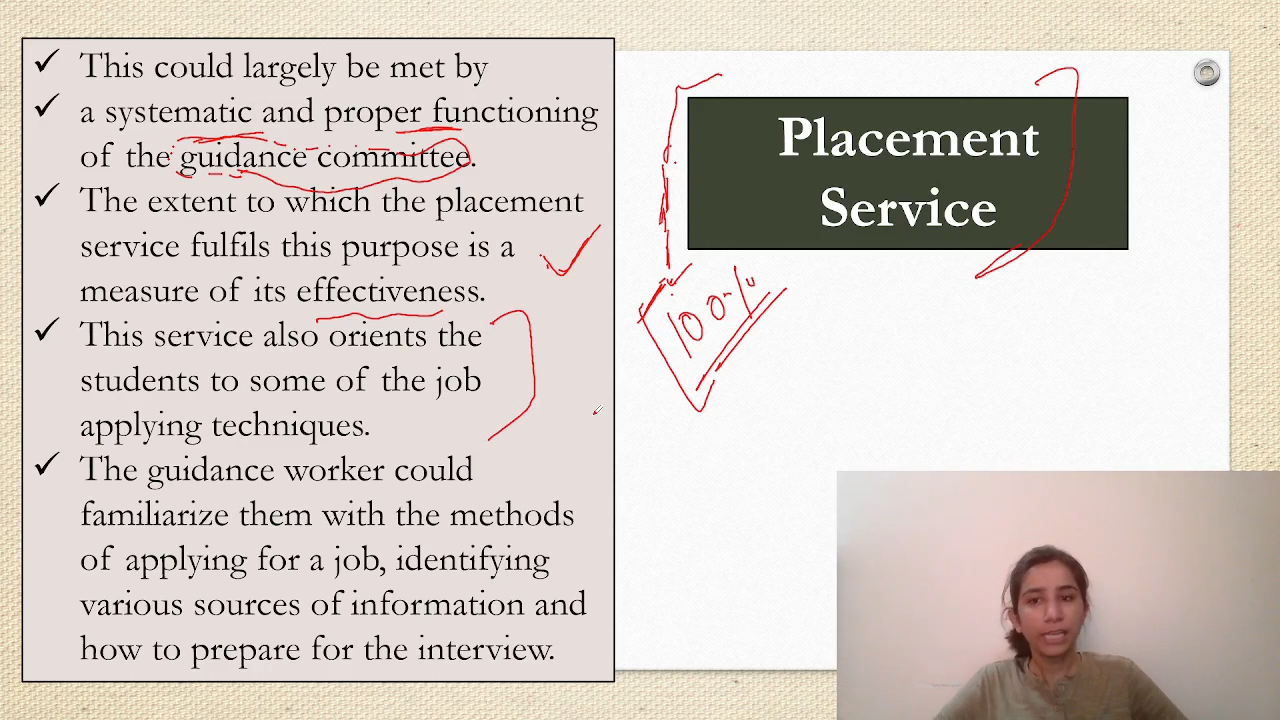 ✓ This could largely be met by
✓ a systematic and proper functioning
of the guidance committee.
✓ The extent to which the placement
service fulfils this purpose is a
measure of its effectiveness.
✓ This service also orients the
students to some of the job
applying techniques.
✓ The guidance worker could
familiarize them with the methods
of applying for a job, identifying
various sources of information and
how to prepare for the interview.
Placement
Service
100%